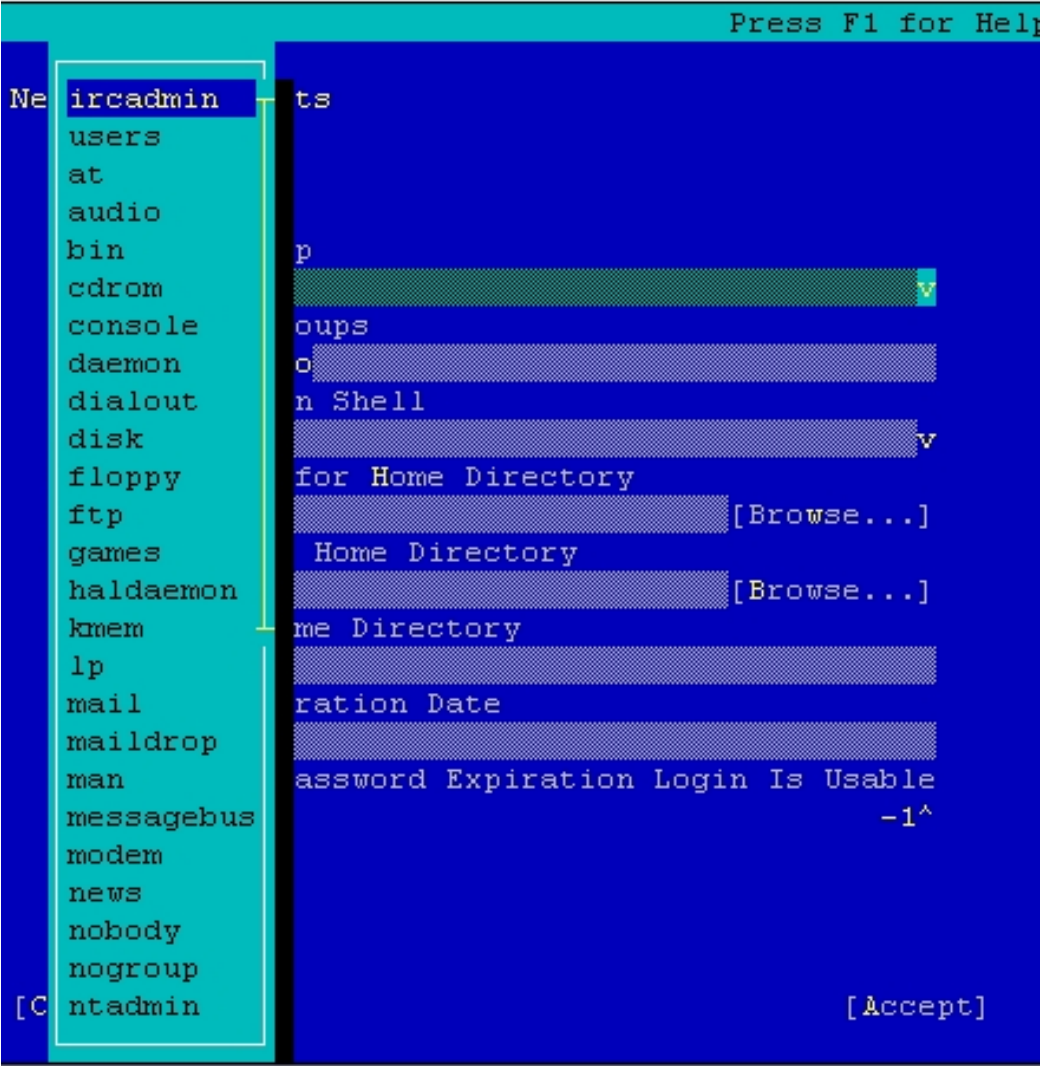 Press F1 for Help
Ne ircadmin ts
users
at
audio
bin p
cdrom v
console oups
daemon o
dialout n Shell
disk v
floppy for Home Directory
ftp [Browse...]
games Home Directory
haldaemon [Browse...]
kmem me Directory
lp
mail ration Date
maildrop
man assword Expiration Login Is Usable
messagebus -1^
modem
news
nobody
nogroup
[C ntadmin [Accept]